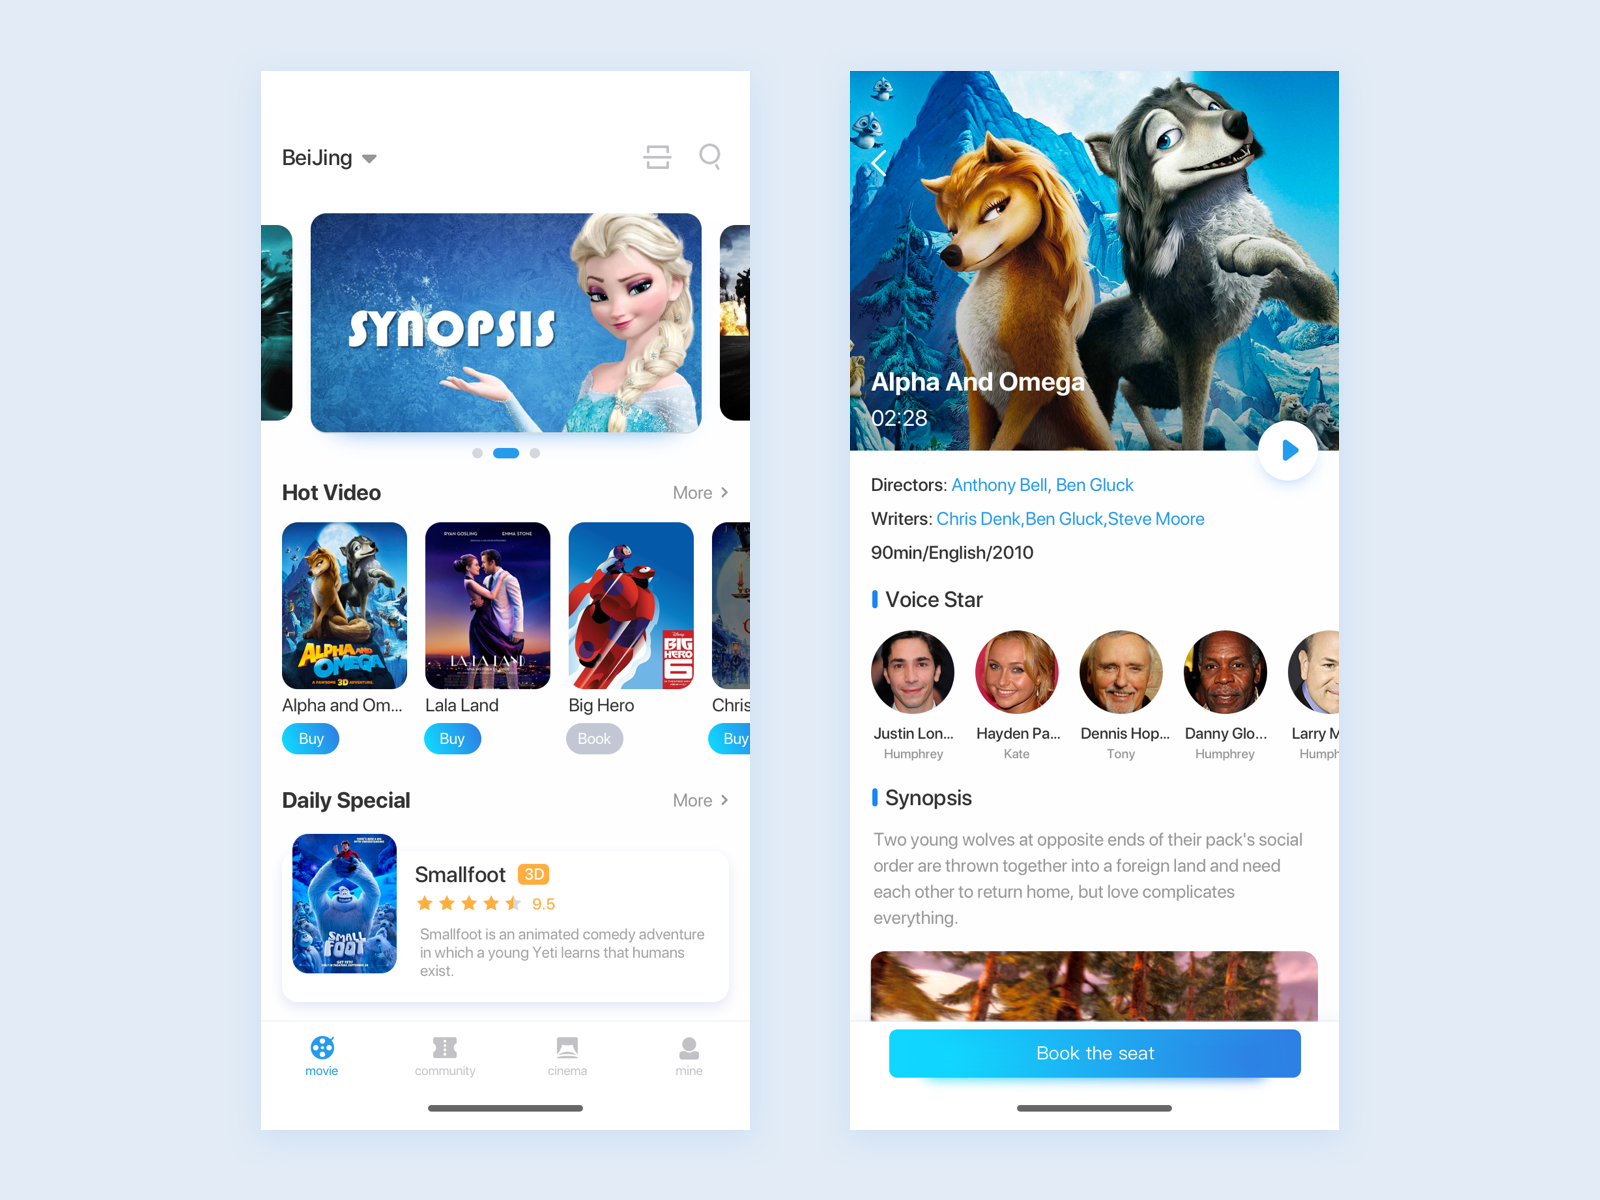 BeiJing
SYNOPSIS
Hot Video
More
RYAN GOSLING
EMMA STONE
ALPHA AND OMEGA
3D
LA LA LAND
Disney
BIG HERO 6
Alpha and Om...
Lala Land
Big Hero
Chris
Buy
Buy
Book
Buy
Daily Special
More
SMALL FOOT
Smallfoot
3D
9.5
Smallfoot is an animated comedy adventure
in which a young Yeti learns that humans
exist.
movie
community
cinema
mine
Alpha And Omega
02:28
Directors: Anthony Bell, Ben Gluck
Writers: Chris Denk,Ben Gluck,Steve Moore
90min/English/2010
Voice Star
Justin Lon...
Hayden Pa...
Dennis Hop...
Danny Glo...
Larry M
Humphrey
Kate
Tony
Humphrey
Humph
Synopsis
Two young wolves at opposite ends of their pack's social
order are thrown together into a foreign land and need
each other to return home, but love complicates
everything.
Book the seat